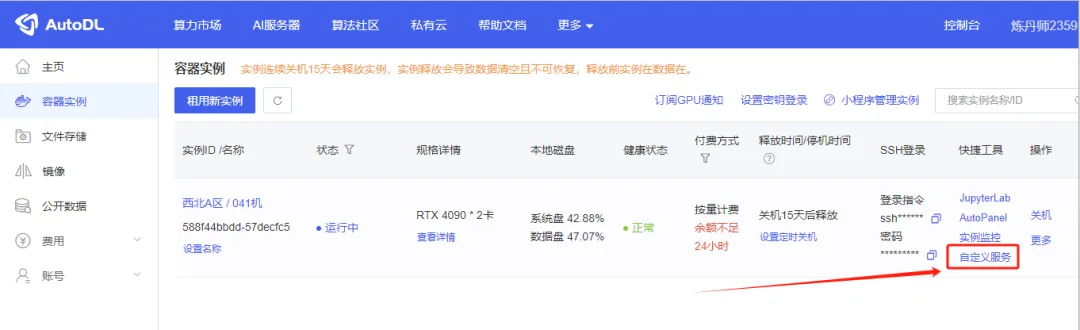 AutoDL 算力市场 AI服务器 算法社区 私有云 帮助文档 更多 控制台 炼丹师2359
主页
容器实例
文件存储
镜像
公开数据
费用
账号
容器实例 实例连续关机15天会释放实例，实例释放会导致数据清空且不可恢复，释放前实例在数据在。
租用新实例 订阅GPU通知 设置密钥登录 小程序管理实例 搜索实例名称/ID
实例ID /名称 状态 规格详情 本地磁盘 健康状态 付费方式 释放时间/停机时间 SSH登录 快捷工具 操作
西北A区 / 041机
588f44bbdd-57decfc5
设置名称
运行中
RTX 4090 * 2卡
查看详情
系统盘 42.88%
数据盘 47.07%
正常
按量计费
余额不足
24小时
关机15天后释放
设置定时关机
登录指令
ssh******
密码
*********
JupyterLab
AutoPanel
实例监控
自定义服务
关机
更多